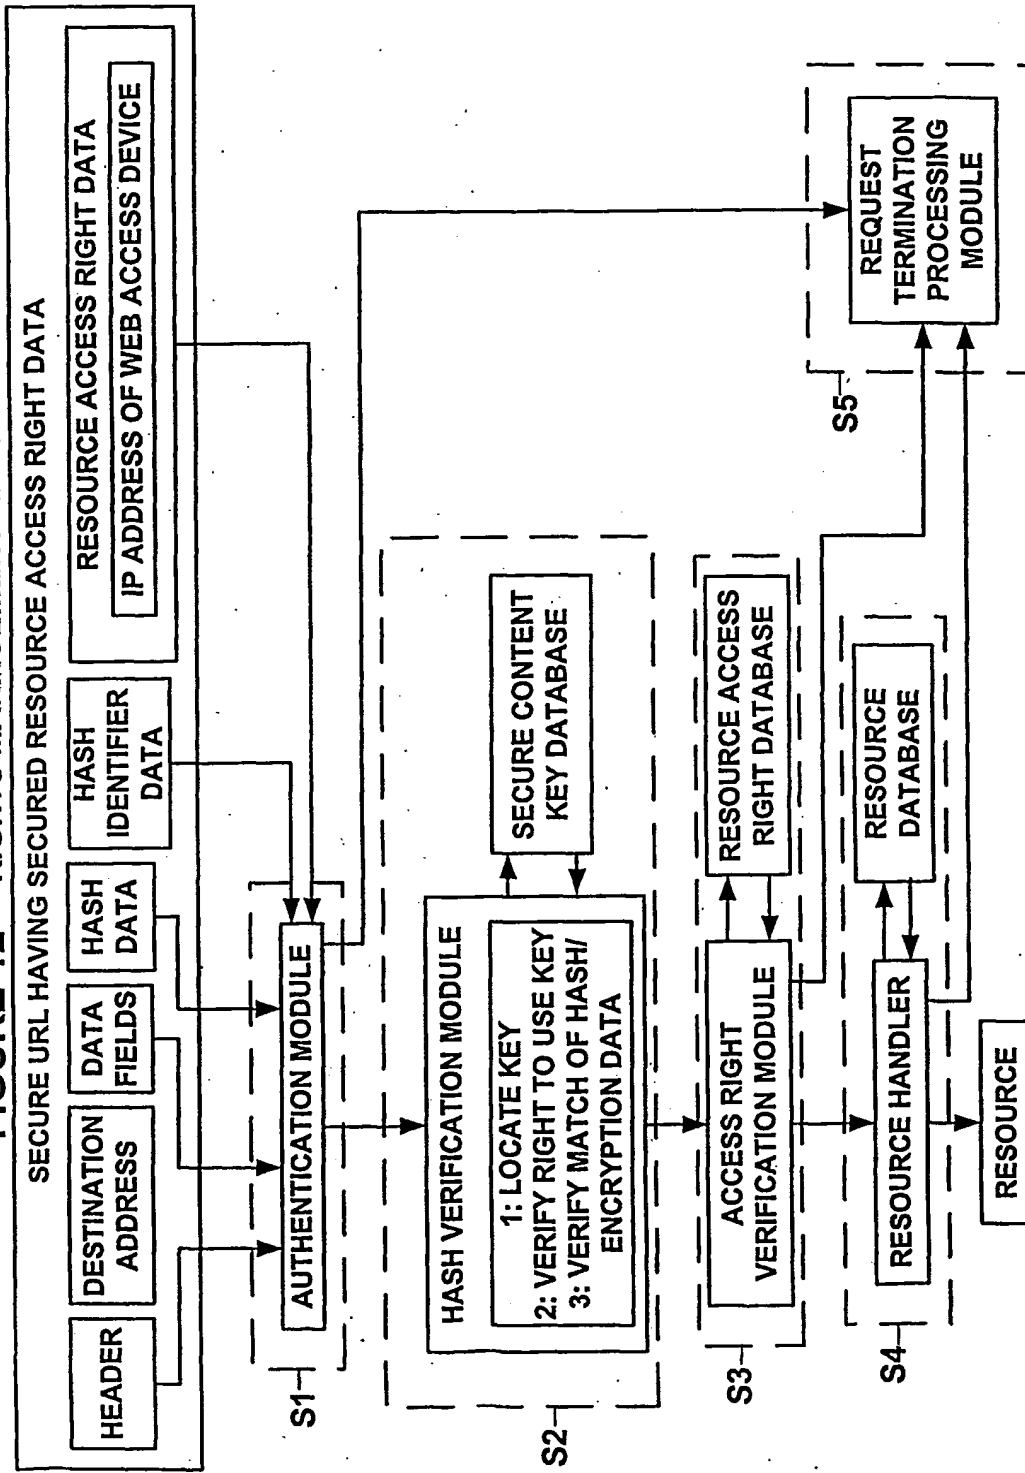 SECURE URL HAVING SECURED RESOURCE ACCESS RIGHT DATA
HEADER
DESTINATION
ADDRESS
DATA
FIELDS
HASH
DATA
HASH
IDENTIFIER
DATA
RESOURCE ACCESS RIGHT DATA
IP ADDRESS OF WEB ACCESS DEVICE
S1
AUTHENTICATION MODULE
S2
HASH VERIFICATION MODULE
1: LOCATE KEY
2: VERIFY RIGHT TO USE KEY
3: VERIFY MATCH OF HASH/
ENCRYPTION DATA
SECURE CONTENT
KEY DATABASE
S3
ACCESS RIGHT
VERIFICATION MODULE
RESOURCE ACCESS
RIGHT DATABASE
S4
RESOURCE HANDLER
RESOURCE
DATABASE
RESOURCE
S5
REQUEST
TERMINATION
PROCESSING
MODULE